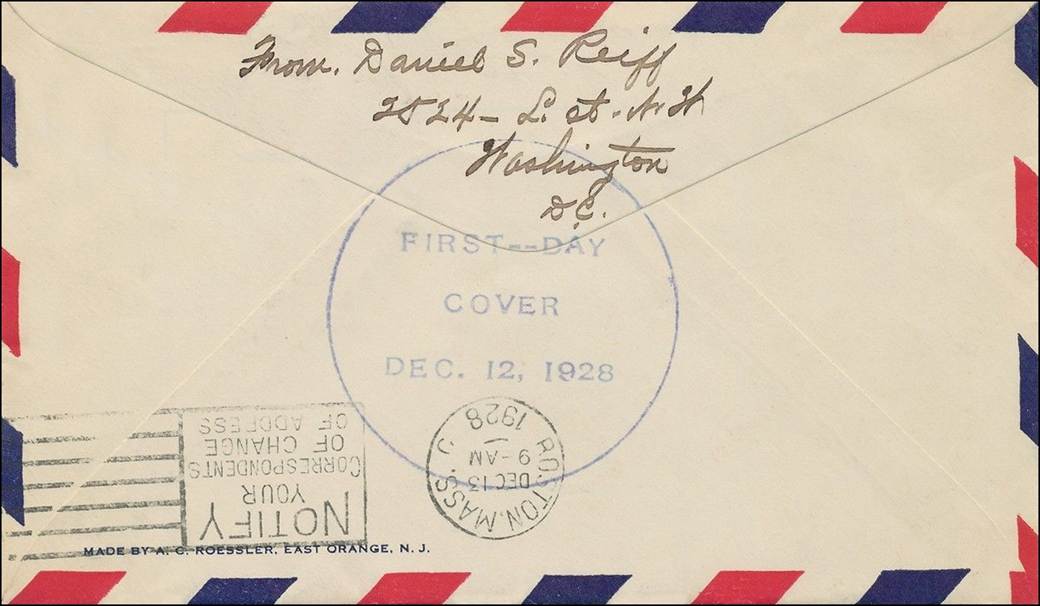 From. Daniel S. Reiff
2524- L. st. N. W
Washington
D.C.
FIRST--DAY
COVER
DEC. 12, 1928
BOSTON, MASS
DEC 13
9-AM
1928
NOTIFY
YOUR
CORRESPONDENTS
OF CHANGE
OF ADDRESS
MADE BY A. C. ROESSLER, EAST ORANGE, N. J.